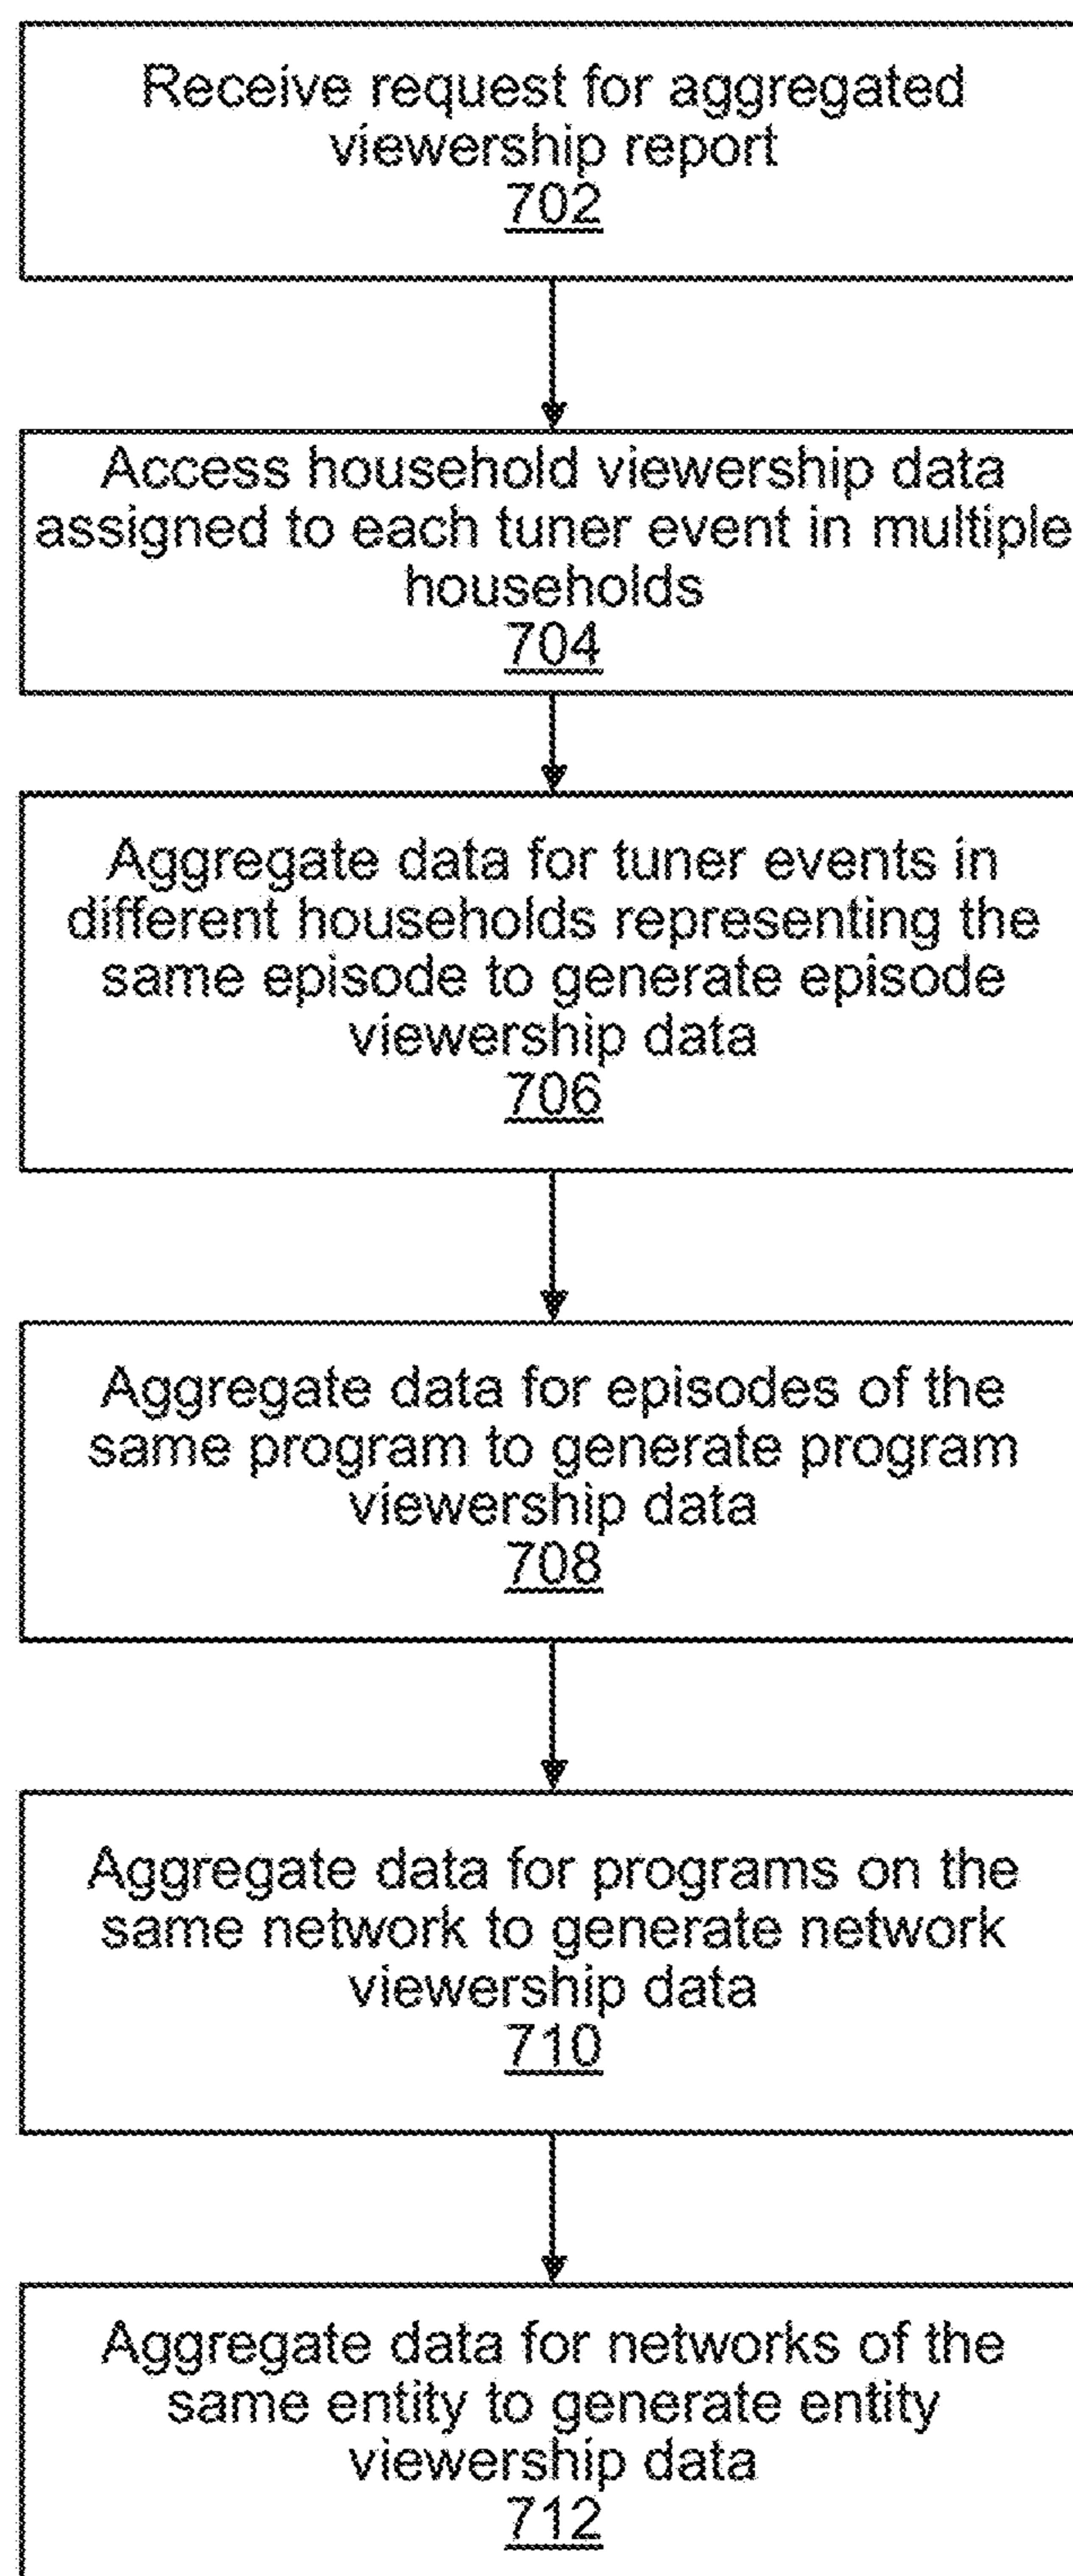 Receive request for aggregated
viewership report
702
Access household viewership data
assigned to each tuner event in multiple
households
704
Aggregate data for tuner events in
different households representing the
same episode to generate episode
viewership data
706
Aggregate data for episodes of the
same program to generate program
viewership data
708
Aggregate data for programs on the
same network to generate network
viewership data
710
Aggregate data for networks of the
same entity to generate entity
viewership data
712